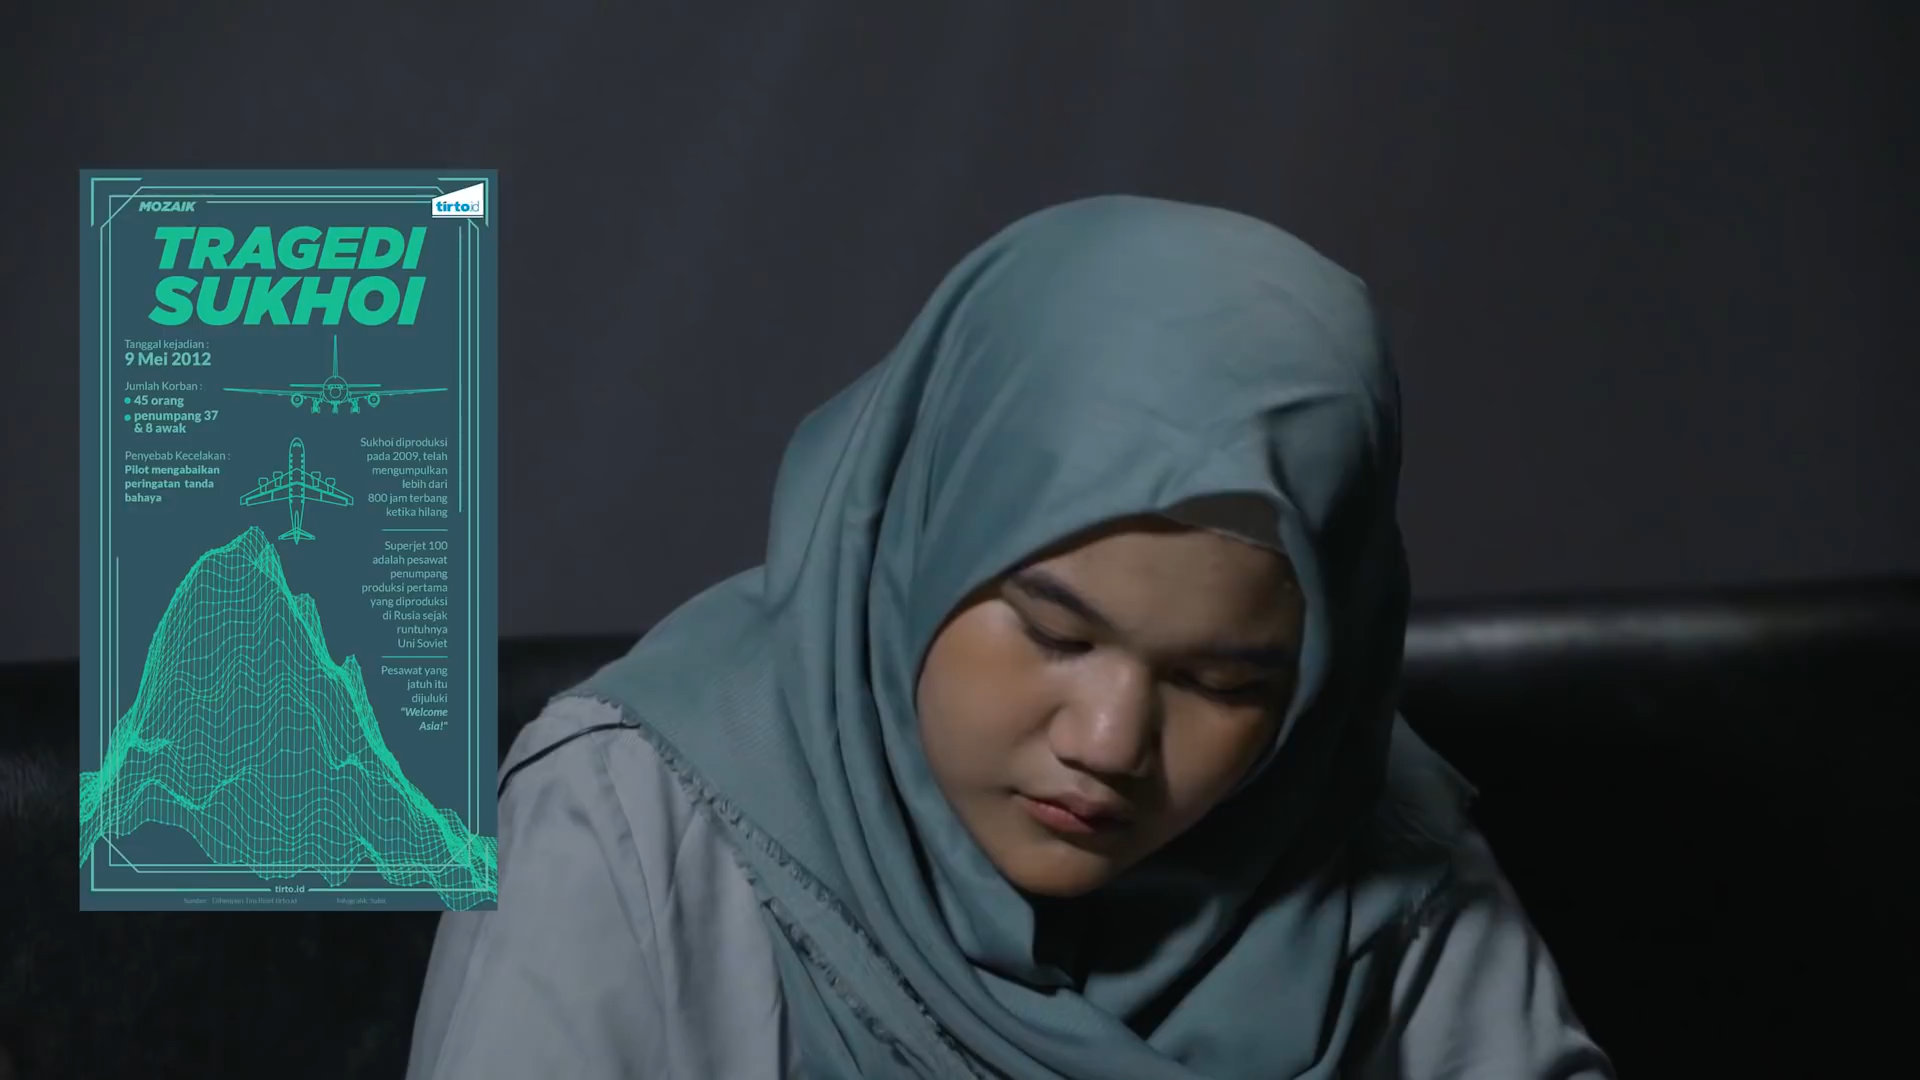 MOZAIK
tirto.id
TRAGEDI
SUKHOI
Tanggal kejadian :
9 Mei 2012
Jumlah Korban :
45 orang
penumpang 37
& 8 awak
Penyebab Kecelakan :
Pilot mengabaikan
peringatan tanda
bahaya
Sukhoi diproduksi
pada 2009, telah
mengumpulkan
lebih dari
800 jam terbang
ketika hilang
Superjet 100
adalah pesawat
penumpang
produksi pertama
yang diproduksi
di Rusia sejak
runtuhnya
Uni Soviet
Pesawat yang
jatuh itu
dijuluki
"Welcome
Asia!"
tirto.id